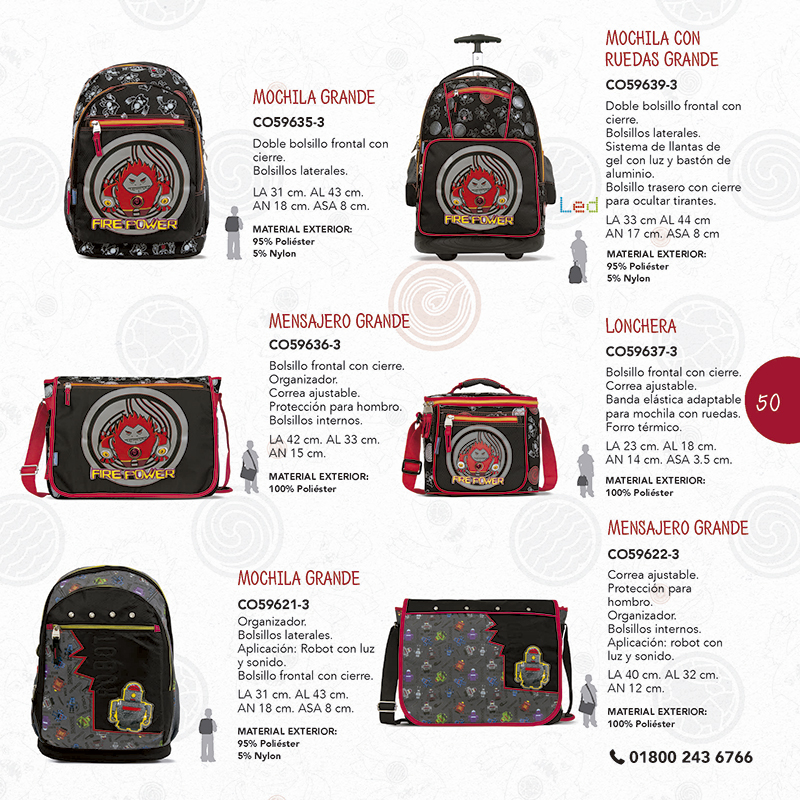 MOCHILA GRANDE
CO59635-3
Doble bolsillo frontal con
cierre.
Bolsillos laterales.
LA 31 cm. AL 43 cm.
AN 18 cm. ASA 8 cm.
MATERIAL EXTERIOR:
95% Poliéster
5% Nylon
FIRE POWER
MOCHILA CON
RUEDAS GRANDE
CO59639-3
Doble bolsillo frontal con
cierre.
Bolsillos laterales.
Sistema de llantas de
gel con luz y bastón de
aluminio.
Bolsillo trasero con cierre
para ocultar tirantes.
LA 33 cm AL 44 cm
AN 17 cm. ASA 8 cm
MATERIAL EXTERIOR:
95% Poliéster
5% Nylon
Led
FIRE POWER
MENSAJERO GRANDE
CO59636-3
Bolsillo frontal con cierre.
Organizador.
Correa ajustable.
Protección para hombro.
Bolsillos internos.
LA 42 cm. AL 33 cm.
AN 15 cm.
MATERIAL EXTERIOR:
100% Poliéster
FIRE POWER
LONCHERA
CO59637-3
Bolsillo frontal con cierre.
Correa ajustable.
Banda elástica adaptable
para mochila con ruedas.
Forro térmico.
LA 23 cm. AL 18 cm.
AN 14 cm. ASA 3.5 cm.
MATERIAL EXTERIOR:
100% Poliéster
FIRE POWER
50
MOCHILA GRANDE
CO59621-3
Organizador.
Bolsillos laterales.
Aplicación: Robot con luz
y sonido.
Bolsillo frontal con cierre.
LA 31 cm. AL 43 cm.
AN 18 cm. ASA 8 cm.
MATERIAL EXTERIOR:
95% Poliéster
5% Nylon
ROBOT
MENSAJERO GRANDE
CO59622-3
Correa ajustable.
Protección para
hombro.
Organizador.
Bolsillos internos.
Aplicación: robot con
luz y sonido.
LA 40 cm. AL 32 cm.
AN 12 cm.
MATERIAL EXTERIOR:
100% Poliéster
01800 243 6766